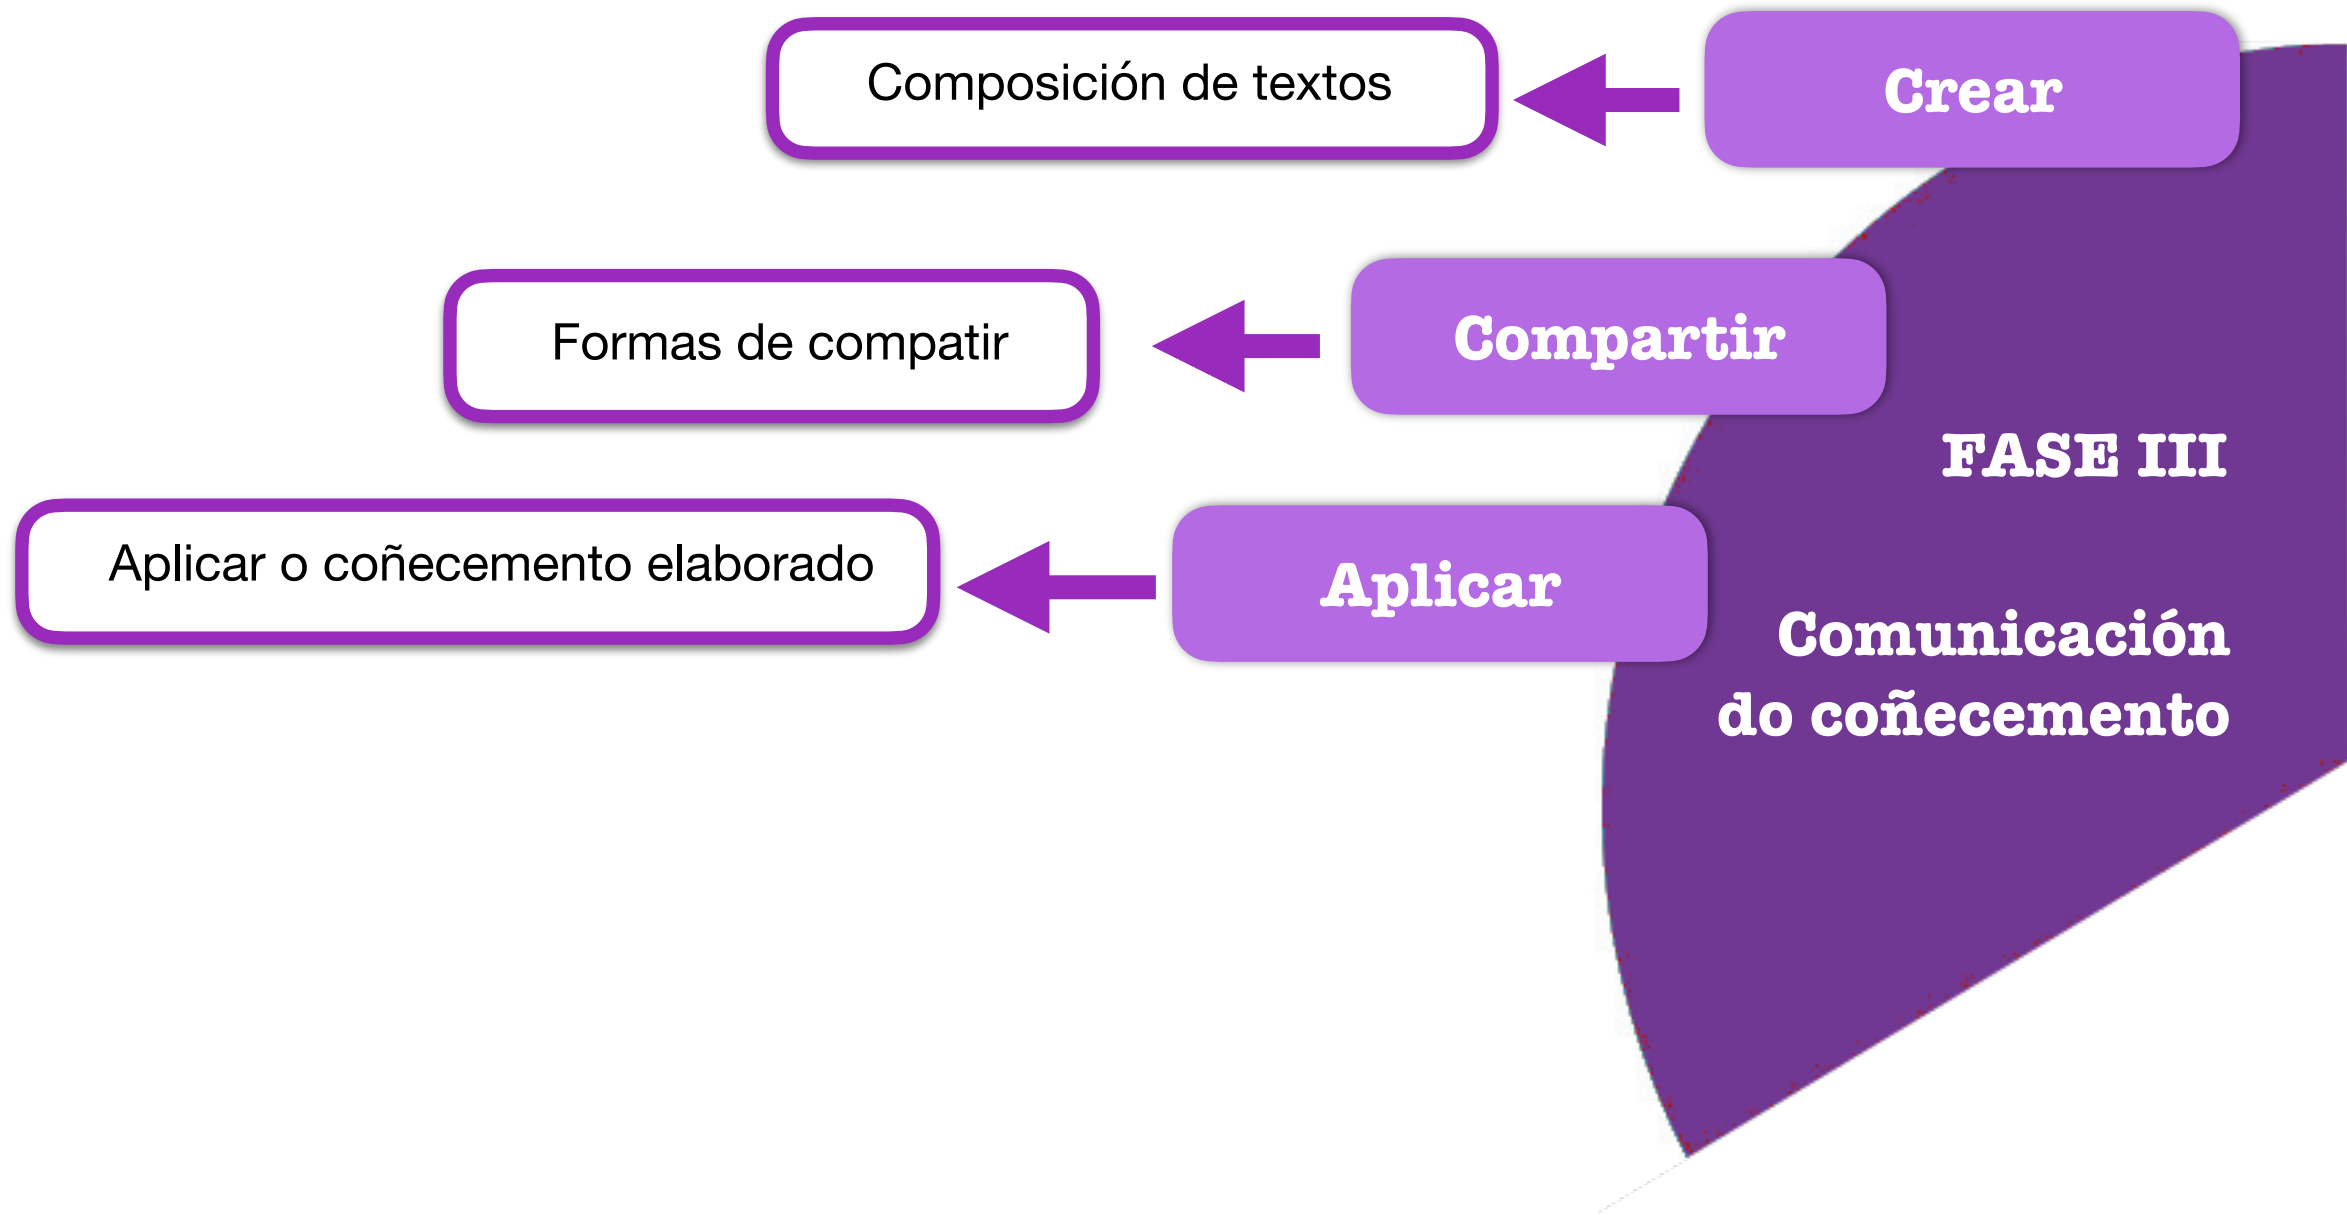 Composición de textos
Crear
Formas de compatir
Compartir
FASE III
Aplicar o coñecemento elaborado
Aplicar
Comunicación
do coñecemento